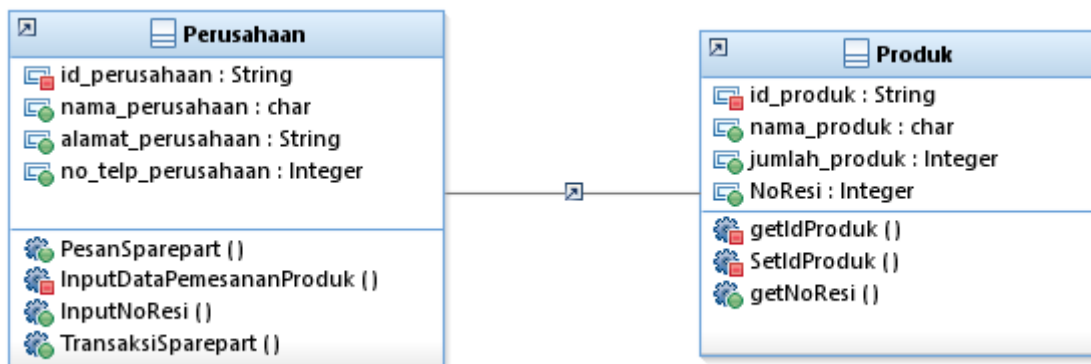 Perusahaan
id_perusahaan : String
nama_perusahaan : char
alamat_perusahaan : String
no_telp_perusahaan : Integer
PesanSparepart ()
InputDataPemesananProduk ()
InputNoResi ()
TransaksiSparepart ()
Produk
id_produk : String
nama_produk : char
jumlah_produk : Integer
NoResi : Integer
getIdProduk ()
SetIdProduk ()
getNoResi ()